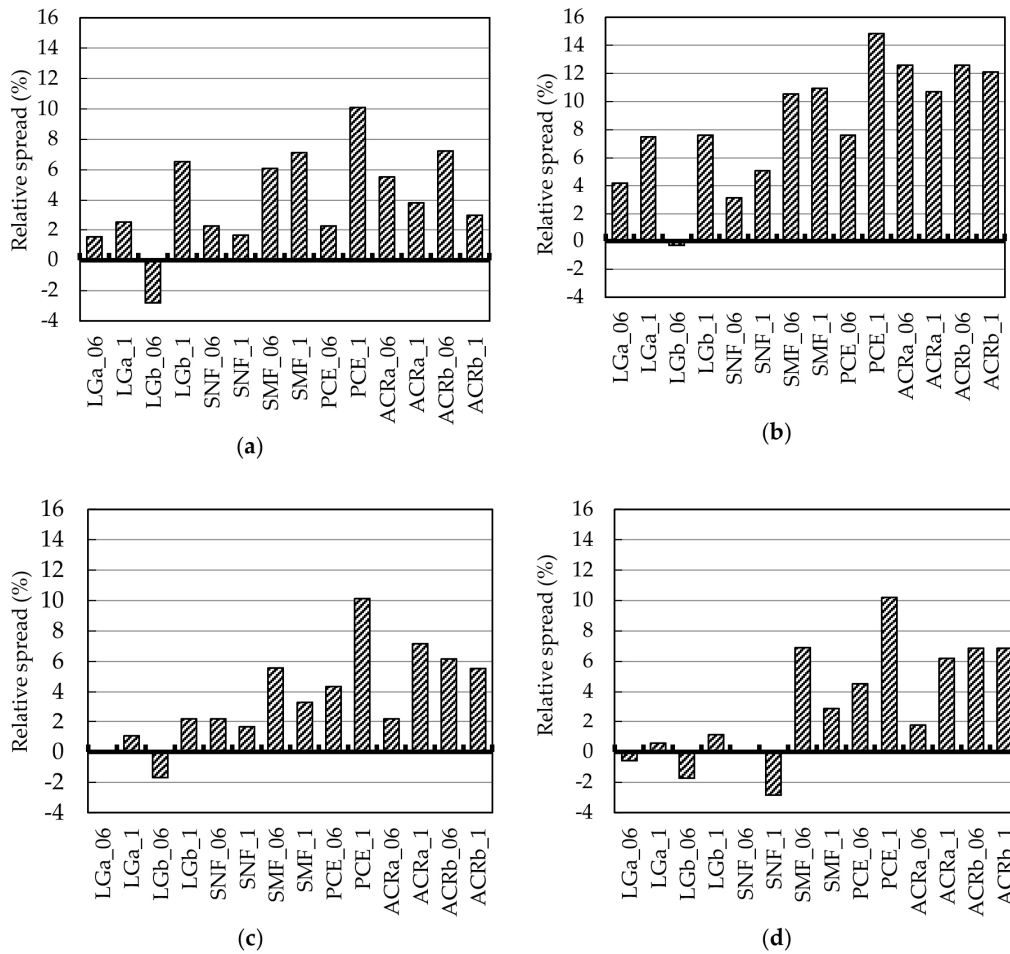 Relative spread (%)
16
14
12
10
8
6
4
2
0
-2
-4
LGa_06
LGa_1
LGb_06
LGb_1
SNF_06
SNF_1
SMF_06
SMF_1
PCE_06
PCE_1
ACRa_06
ACRa_1
ACRb_06
ACRb_1
(a)
Relative spread (%)
16
14
12
10
8
6
4
2
0
-2
-4
LGa_06
LGa_1
LGb_06
LGb_1
SNF_06
SNF_1
SMF_06
SMF_1
PCE_06
PCE_1
ACRa_06
ACRa_1
ACRb_06
ACRb_1
(b)
Relative spread (%)
16
14
12
10
8
6
4
2
0
-2
-4
LGa_06
LGa_1
LGb_06
LGb_1
SNF_06
SNF_1
SMF_06
SMF_1
PCE_06
PCE_1
ACRa_06
ACRa_1
ACRb_06
ACRb_1
(c)
Relative spread (%)
16
14
12
10
8
6
4
2
0
-2
-4
LGa_06
LGa_1
LGb_06
LGb_1
SNF_06
SNF_1
SMF_06
SMF_1
PCE_06
PCE_1
ACRa_06
ACRa_1
ACRb_06
ACRb_1
(d)